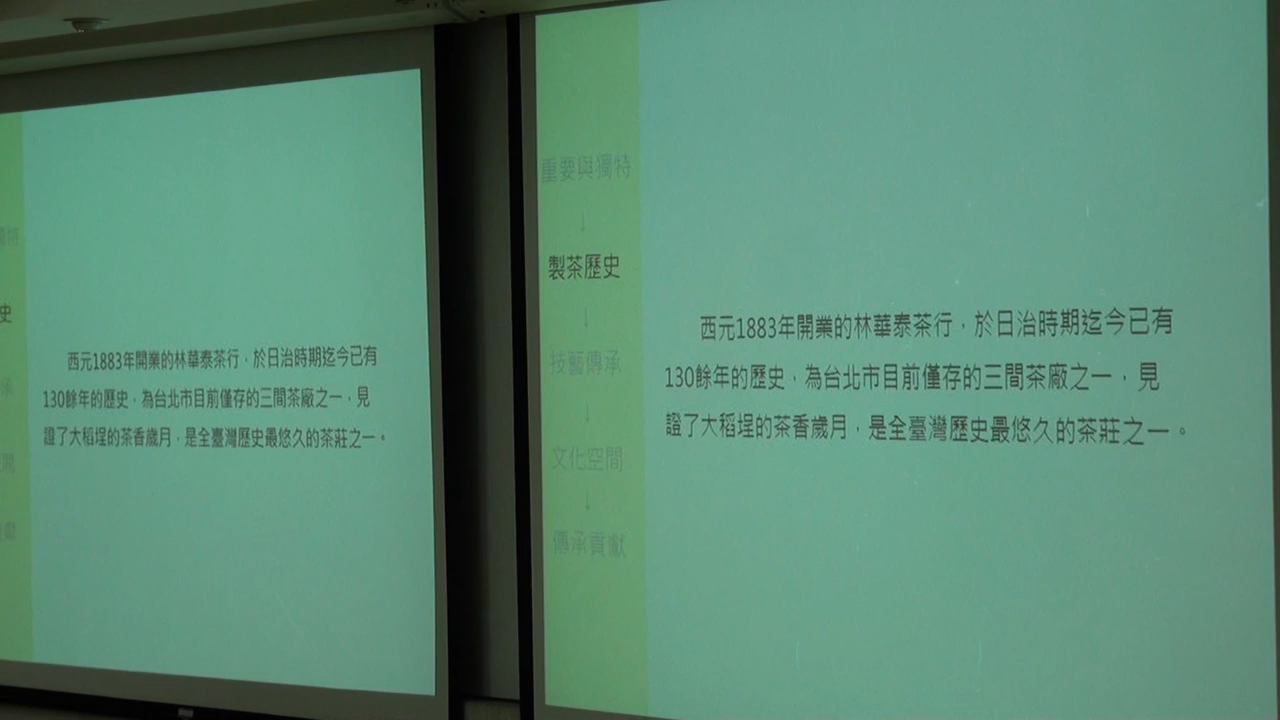 史
西元1883年開業的林華泰茶行，於日治時期迄今已有
130餘年的歷史，為台北市目前僅存的三間茶廠之一，見
證了大稻埕的茶香歲月，是全臺灣歷史最悠久的茶莊之一。
重要與獨特
↓
製茶歷史
↓
技藝傳承
↓
文化空間
↓
傳承貢獻
西元1883年開業的林華泰茶行，於日治時期迄今已有
130餘年的歷史，為台北市目前僅存的三間茶廠之一，見
證了大稻埕的茶香歲月，是全臺灣歷史最悠久的茶莊之一。